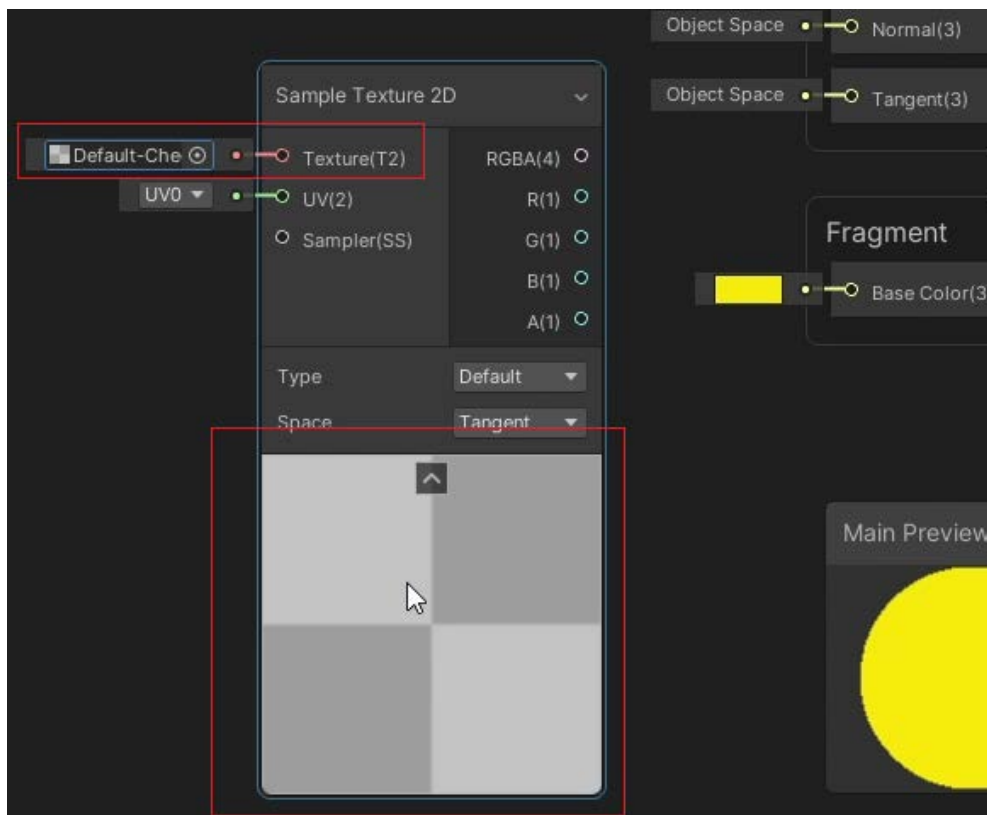 Object Space
Normal(3)
Sample Texture 2D
Object Space
Tangent(3)
Default-Che
Texture(T2)
RGBA(4)
UV0
UV(2)
R(1)
Sampler(SS)
G(1)
B(1)
A(1)
Fragment
Base Color(3
Type
Default
Space
Tangent
Main Preview